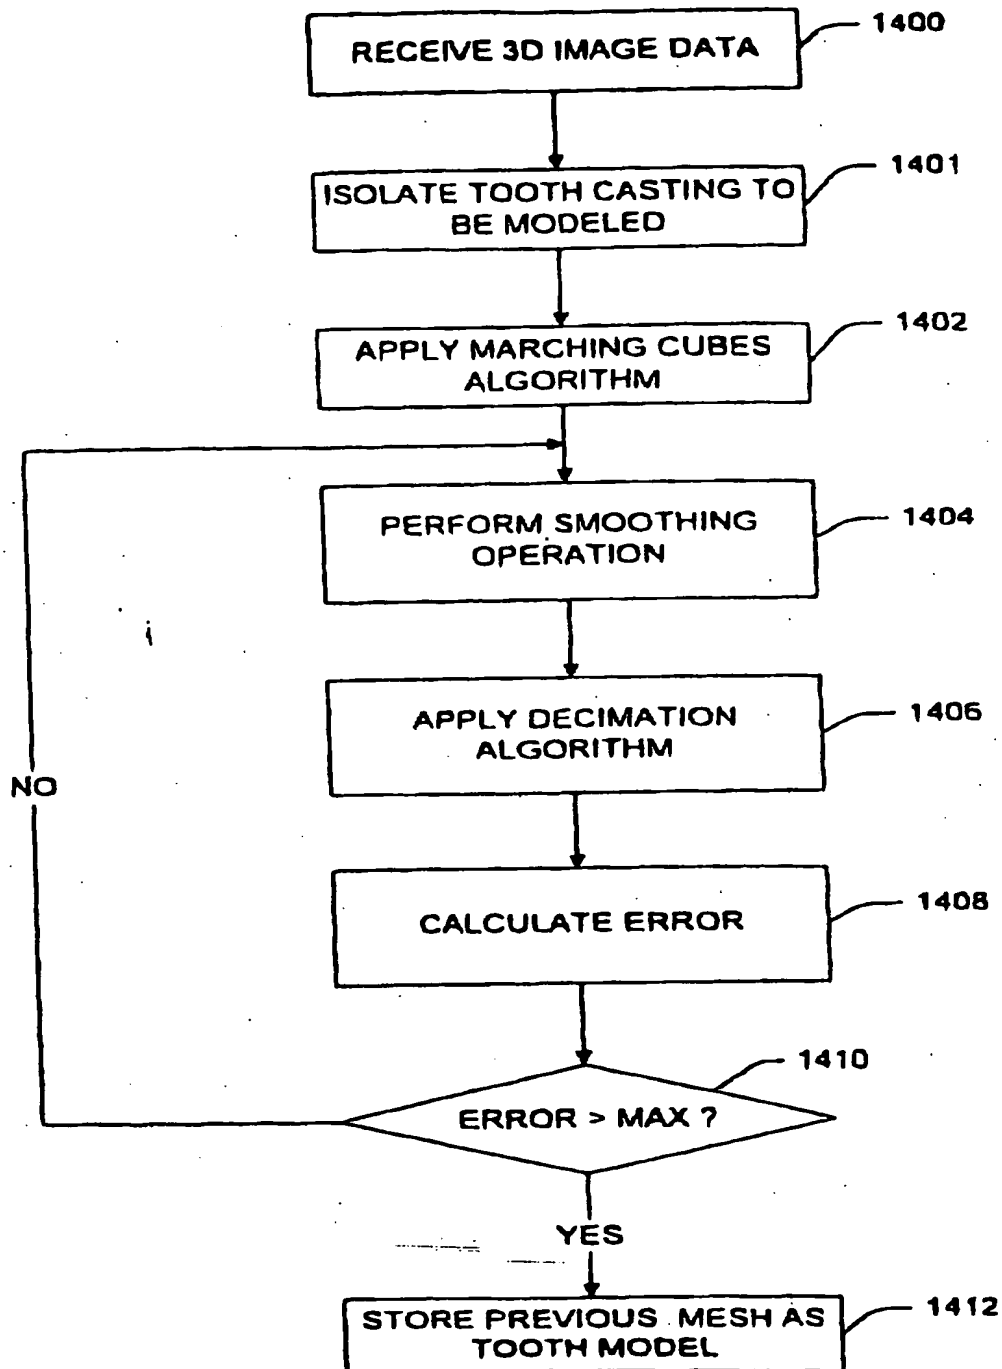 1400
RECEIVE 3D IMAGE DATA
1401
ISOLATE TOOTH CASTING TO
BE MODELED
1402
APPLY MARCHING CUBES
ALGORITHM
1404
PERFORM SMOOTHING
OPERATION
1406
APPLY DECIMATION
ALGORITHM
NO
1408
CALCULATE ERROR
1410
ERROR > MAX ?
YES
1412
STORE PREVIOUS MESH AS
TOOTH MODEL